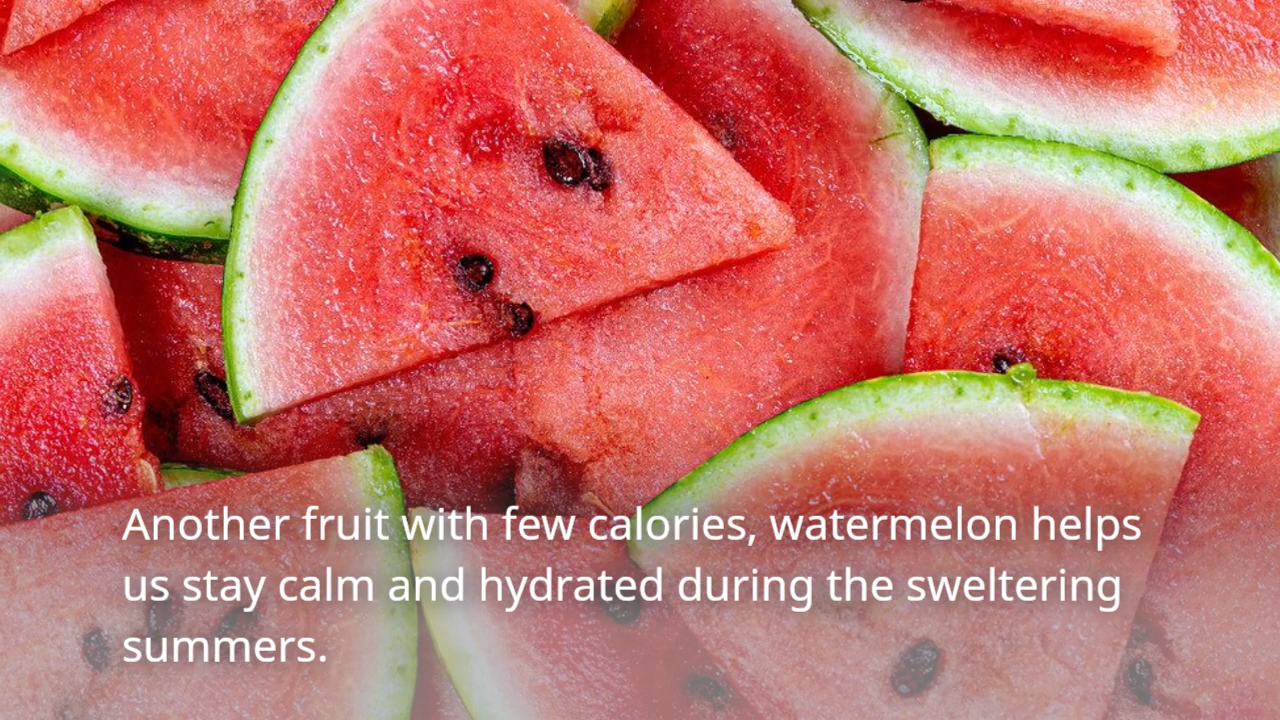 Another fruit with few calories, watermelon helps
us stay calm and hydrated during the sweltering
summers.